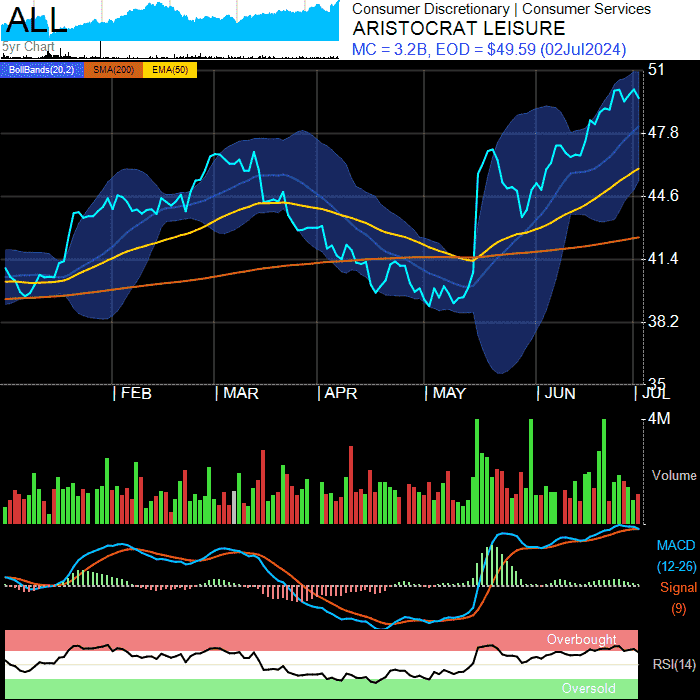 ALL
5yr Chart
Consumer Discretionary | Consumer Services
ARISTOCRAT LEISURE
MC = 3.2B, EOD = $49.59 (02Jul2024)
BollBands(20,2) SMA(200) EMA(50)
51
47.8
44.6
41.4
38.2
35
FEB MAR APR MAY JUN JUL
4M
Volume
MACD
(12-26)
Signal
(9)
Overbought
RSI(14)
Oversold